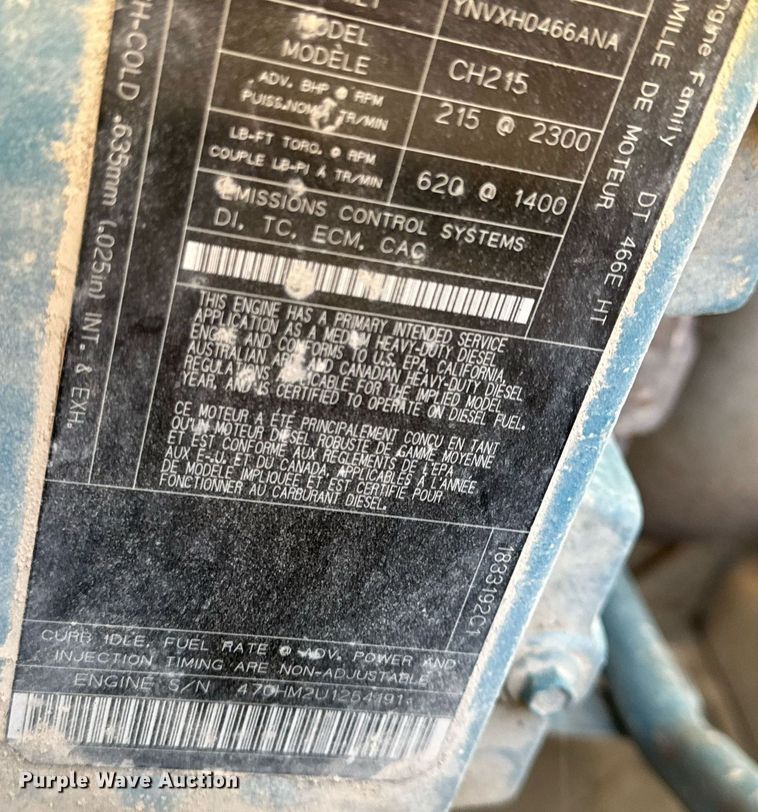 YNVXH0466ANA
MODEL
MODÈLE
CH215
ADV. BHP @ RPM
PUISS.NOM. À TR/MIN
215 @ 2300
LB-FT TORQ. @ RPM
COUPLE LB-PI À TR/MIN
620 @ 1400
EMISSIONS CONTROL SYSTEMS
DI, TC, ECM, CAC
THIS ENGINE HAS A PRIMARY INTENDED SERVICE
APPLICATION AS A MEDIUM HEAVY-DUTY DIESEL
ENGINE AND CONFORMS TO U.S. EPA, CALIFORNIA,
AUSTRALIAN AND CANADIAN HEAVY-DUTY DIESEL
REGULATIONS APPLICABLE FOR THE IMPLIED MODEL
YEAR, AND IS CERTIFIED TO OPERATE ON DIESEL FUEL.
CE MOTEUR A ÉTÉ PRINCIPALEMENT CONÇU EN TANT
QU'UN MOTEUR DIESEL ROBUSTE DE GAMME MOYENNE
ET EST CONFORME AUX RÈGLEMENTS DE L'EPA
AUX É-.U. ET DU CANADA, APPLICABLES À L'ANNÉE
DE MODÈLE IMPLIQUÉE ET EST CERTIFIÉ POUR
FONCTIONNER AU CARBURANT DIESEL.
H-COLD .635mm (.025in) INT. & EXH.
Engine Family DT 466E HT
FAMILLE DE MOTEUR
1833192C1
CURB IDLE, FUEL RATE @ ADV. POWER AND
INJECTION TIMING ARE NON-ADJUSTABLE
ENGINE S/N
Purple Wave Auction